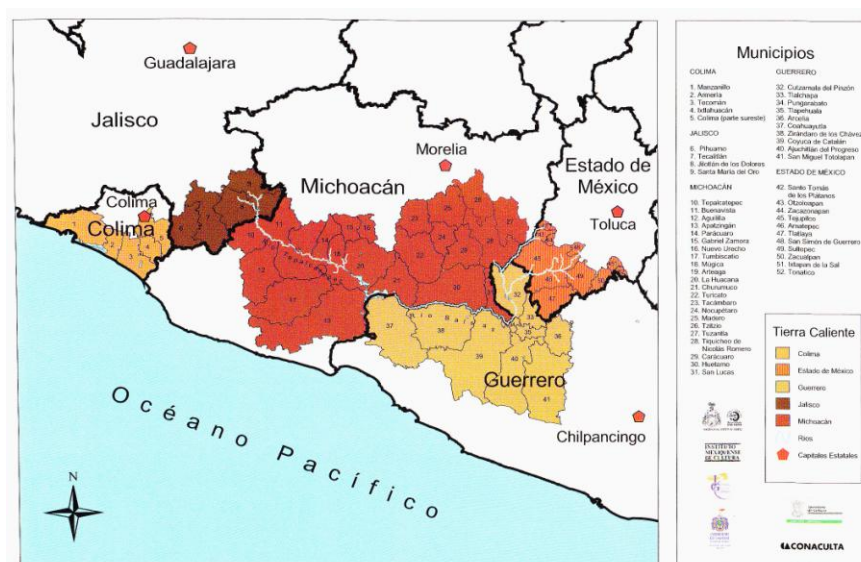 Guadalajara
Jalisco
Morelia
Michoacán
Estado de
México
Toluca
Colima
Colima
Guerrero
Chilpancingo
Océano Pacífico
N
Municipios
COLIMA
1. Manzanillo
2. Armería
3. Tecomán
4. Ixtlahuacán
5. Colima (parte sureste)
JALISCO
6. Pihuamo
7. Tecalitlán
8. Jilotlán de los Dolores
9. Santa María del Oro
MICHOACÁN
10. Tepalcatepec
11. Buenavista
12. Aguililla
13. Apatzingán
14. Parácuaro
15. Gabriel Zamora
16. Nuevo Urecho
17. Tumbiscatío
18. Mugica
19. Arteaga
20. La Huacana
21. Churumuco
22. Turicato
23. Tacámbaro
24. Nocupétaro
25. Madero
26. Tzitzio
27. Tuzantla
28. Tiquicheo de
Nicolás Romero
29. Carácuaro
30. Huetamo
31. San Lucas
GUERRERO
32. Cutzamala del Pinzón
33. Tlalchapa
34. Pungarabato
35. Tlapehuala
36. Arcelia
37. Coahuayutla
38. Zirándaro de los Chávez
39. Coyuca de Catalán
40. Ajuchitlán del Progreso
41. San Miguel Totolapan
ESTADO DE MÉXICO
42. Santo Tomás
de los Plátanos
43. Otzoloapan
44. Zacazonapan
45. Tejupilco
46. Amatepec
47. Tlatlaya
48. San Simón de Guerrero
49. Sultepec
50. Zacualpan
51. Ixtapan de la Sal
52. Tonatico
Tierra Caliente
Colima
Estado de México
Guerrero
Jalisco
Michoacán
Ríos
Capitales Estatales
INSTITUTO
MEXIQUENSE
DE CULTURA
CONACULTA